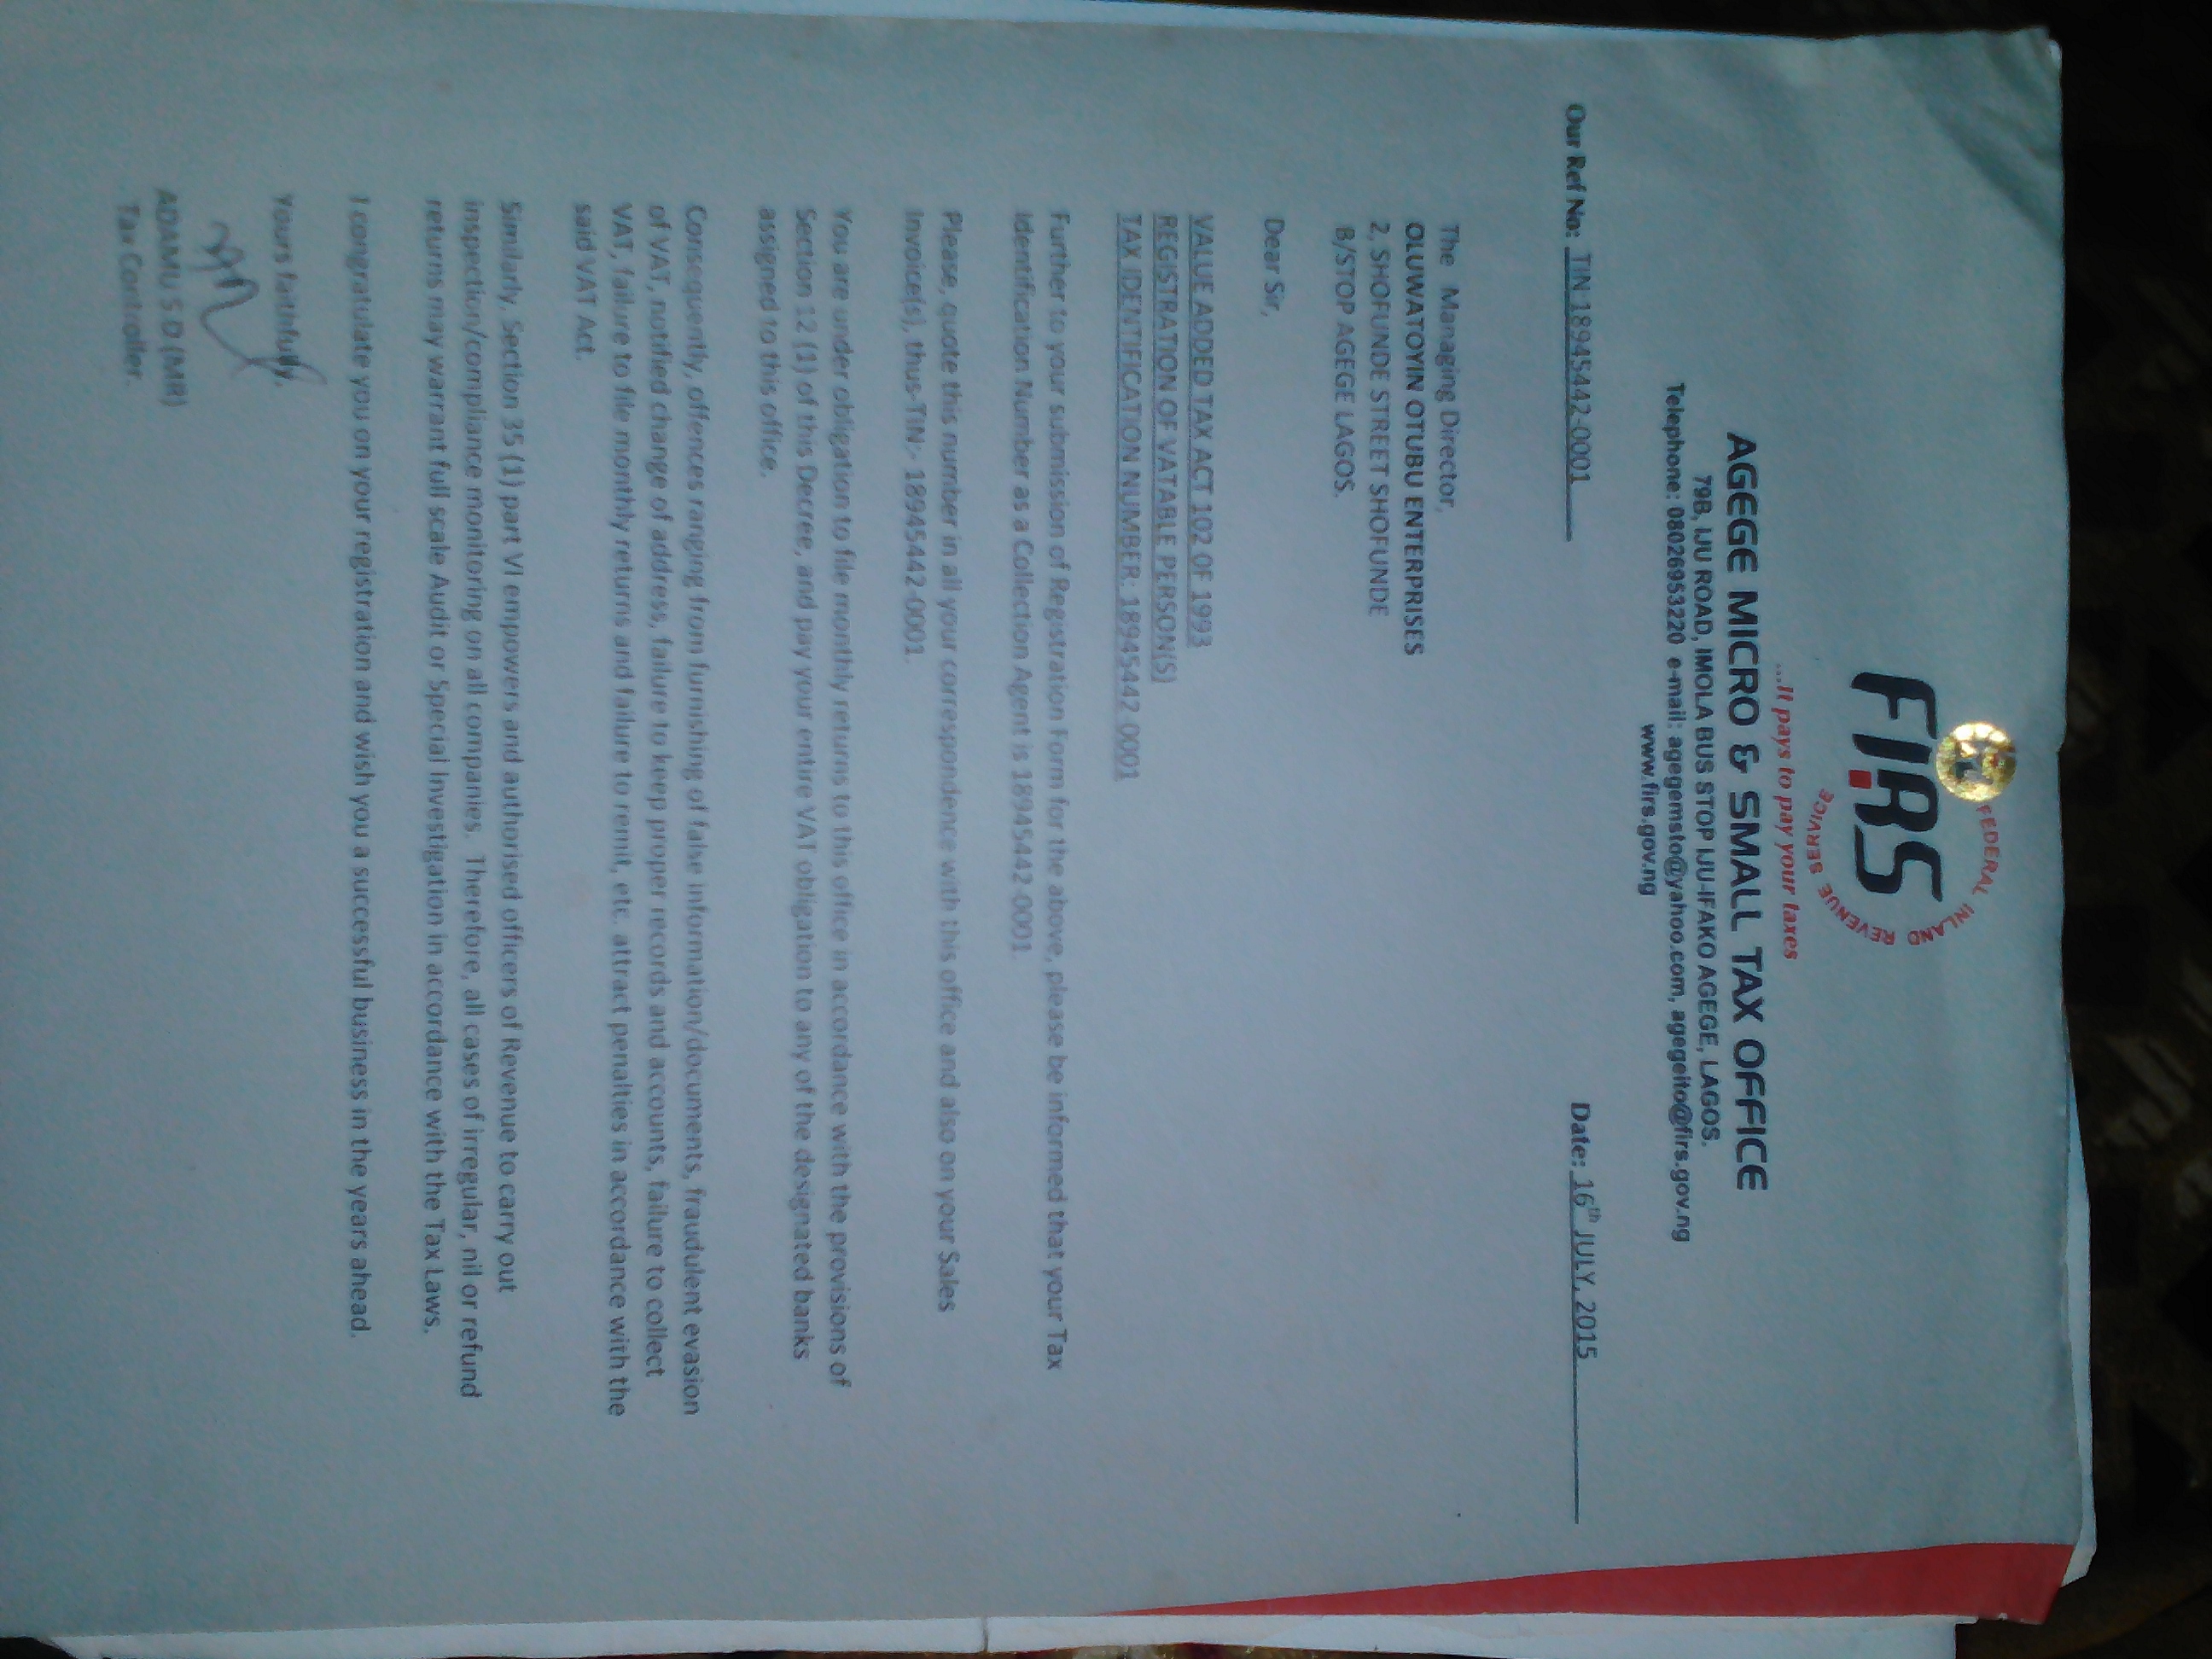 FEDERAL INLAND REVENUE SERVICE
FIRS
...It pays to pay your taxes
AGEGE MICRO & SMALL TAX OFFICE
79B, IJU ROAD, IMOLA BUS STOP IJU-IFAKO AGEGE, LAGOS.
Telephone: 08026953220 e-mail: agegemsto@yahoo.com, agegeito@firs.gov.ng
www.firs.gov.ng
Our Ref No: TIN 18945442-0001
Date: 16th JULY, 2015
The Managing Director,
OLUWATOYIN OTUBU ENTERPRISES
2, SHOFUNDE STREET SHOFUNDE
B/STOP AGEGE LAGOS.
Dear Sir,
VALUE ADDED TAX ACT 102 OF 1993
REGISTRATION OF VATABLE PERSON(S)
TAX IDENTIFICATION NUMBER: 18945442-0001
Further to your submission of Registration Form for the above, please be informed that your Tax
Identification Number as a Collection Agent is 18945442-0001.
Please, quote this number in all your correspondence with this office and also on your Sales
Invoice(s), thus-TIN:- 18945442-0001.
You are under obligation to file monthly returns to this office in accordance with the provisions of
Section 12 (1) of this Decree, and pay your entire VAT obligation to any of the designated banks
assigned to this office.
Consequently, offences ranging from furnishing of false information/documents, fraudulent evasion
of VAT, notified change of address, failure to keep proper records and accounts, failure to collect
VAT, failure to file monthly returns and failure to remit, etc. attract penalties in accordance with the
said VAT Act.
Similarly, Section 35 (1) part VI empowers and authorised officers of Revenue to carry out
inspection/compliance monitoring on all companies. Therefore, all cases of irregular, nil or refund
returns may warrant full scale Audit or Special Investigation in accordance with the Tax Laws.
I congratulate you on your registration and wish you a successful business in the years ahead.
Yours faithfully,
ADAMU S.D (MR)
Tax Controller.